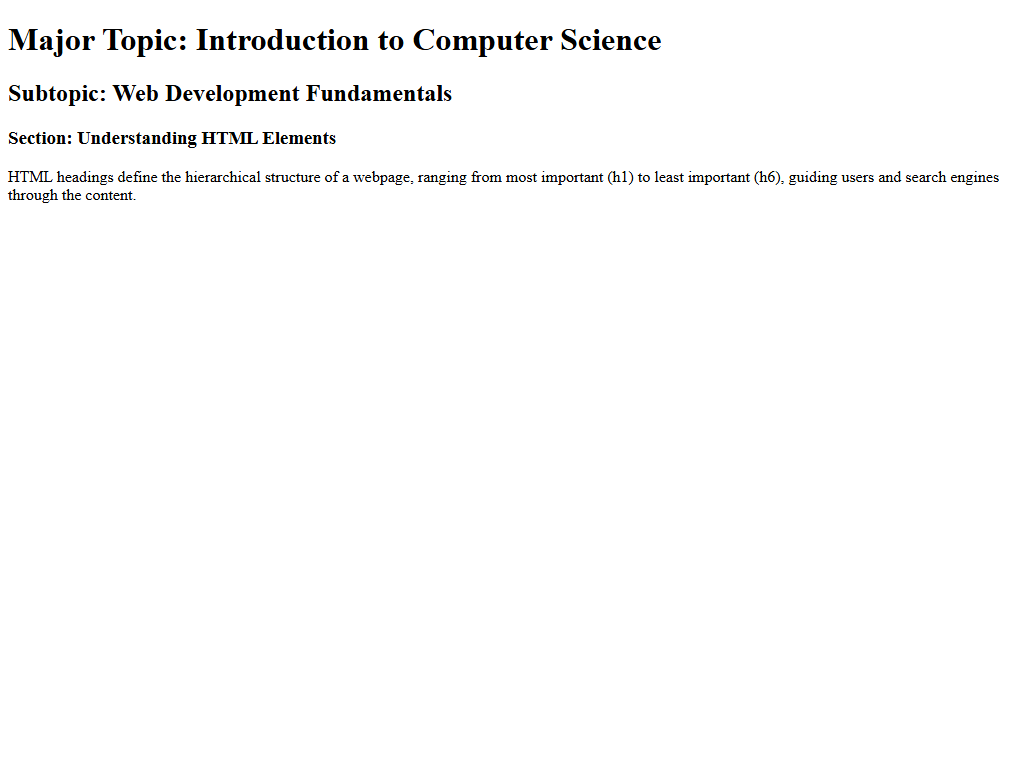 Major Topic: Introduction to Computer Science
Subtopic: Web Development Fundamentals
Section: Understanding HTML Elements
HTML headings define the hierarchical structure of a webpage, ranging from most important (h1) to least important (h6), guiding users and search engines
through the content.